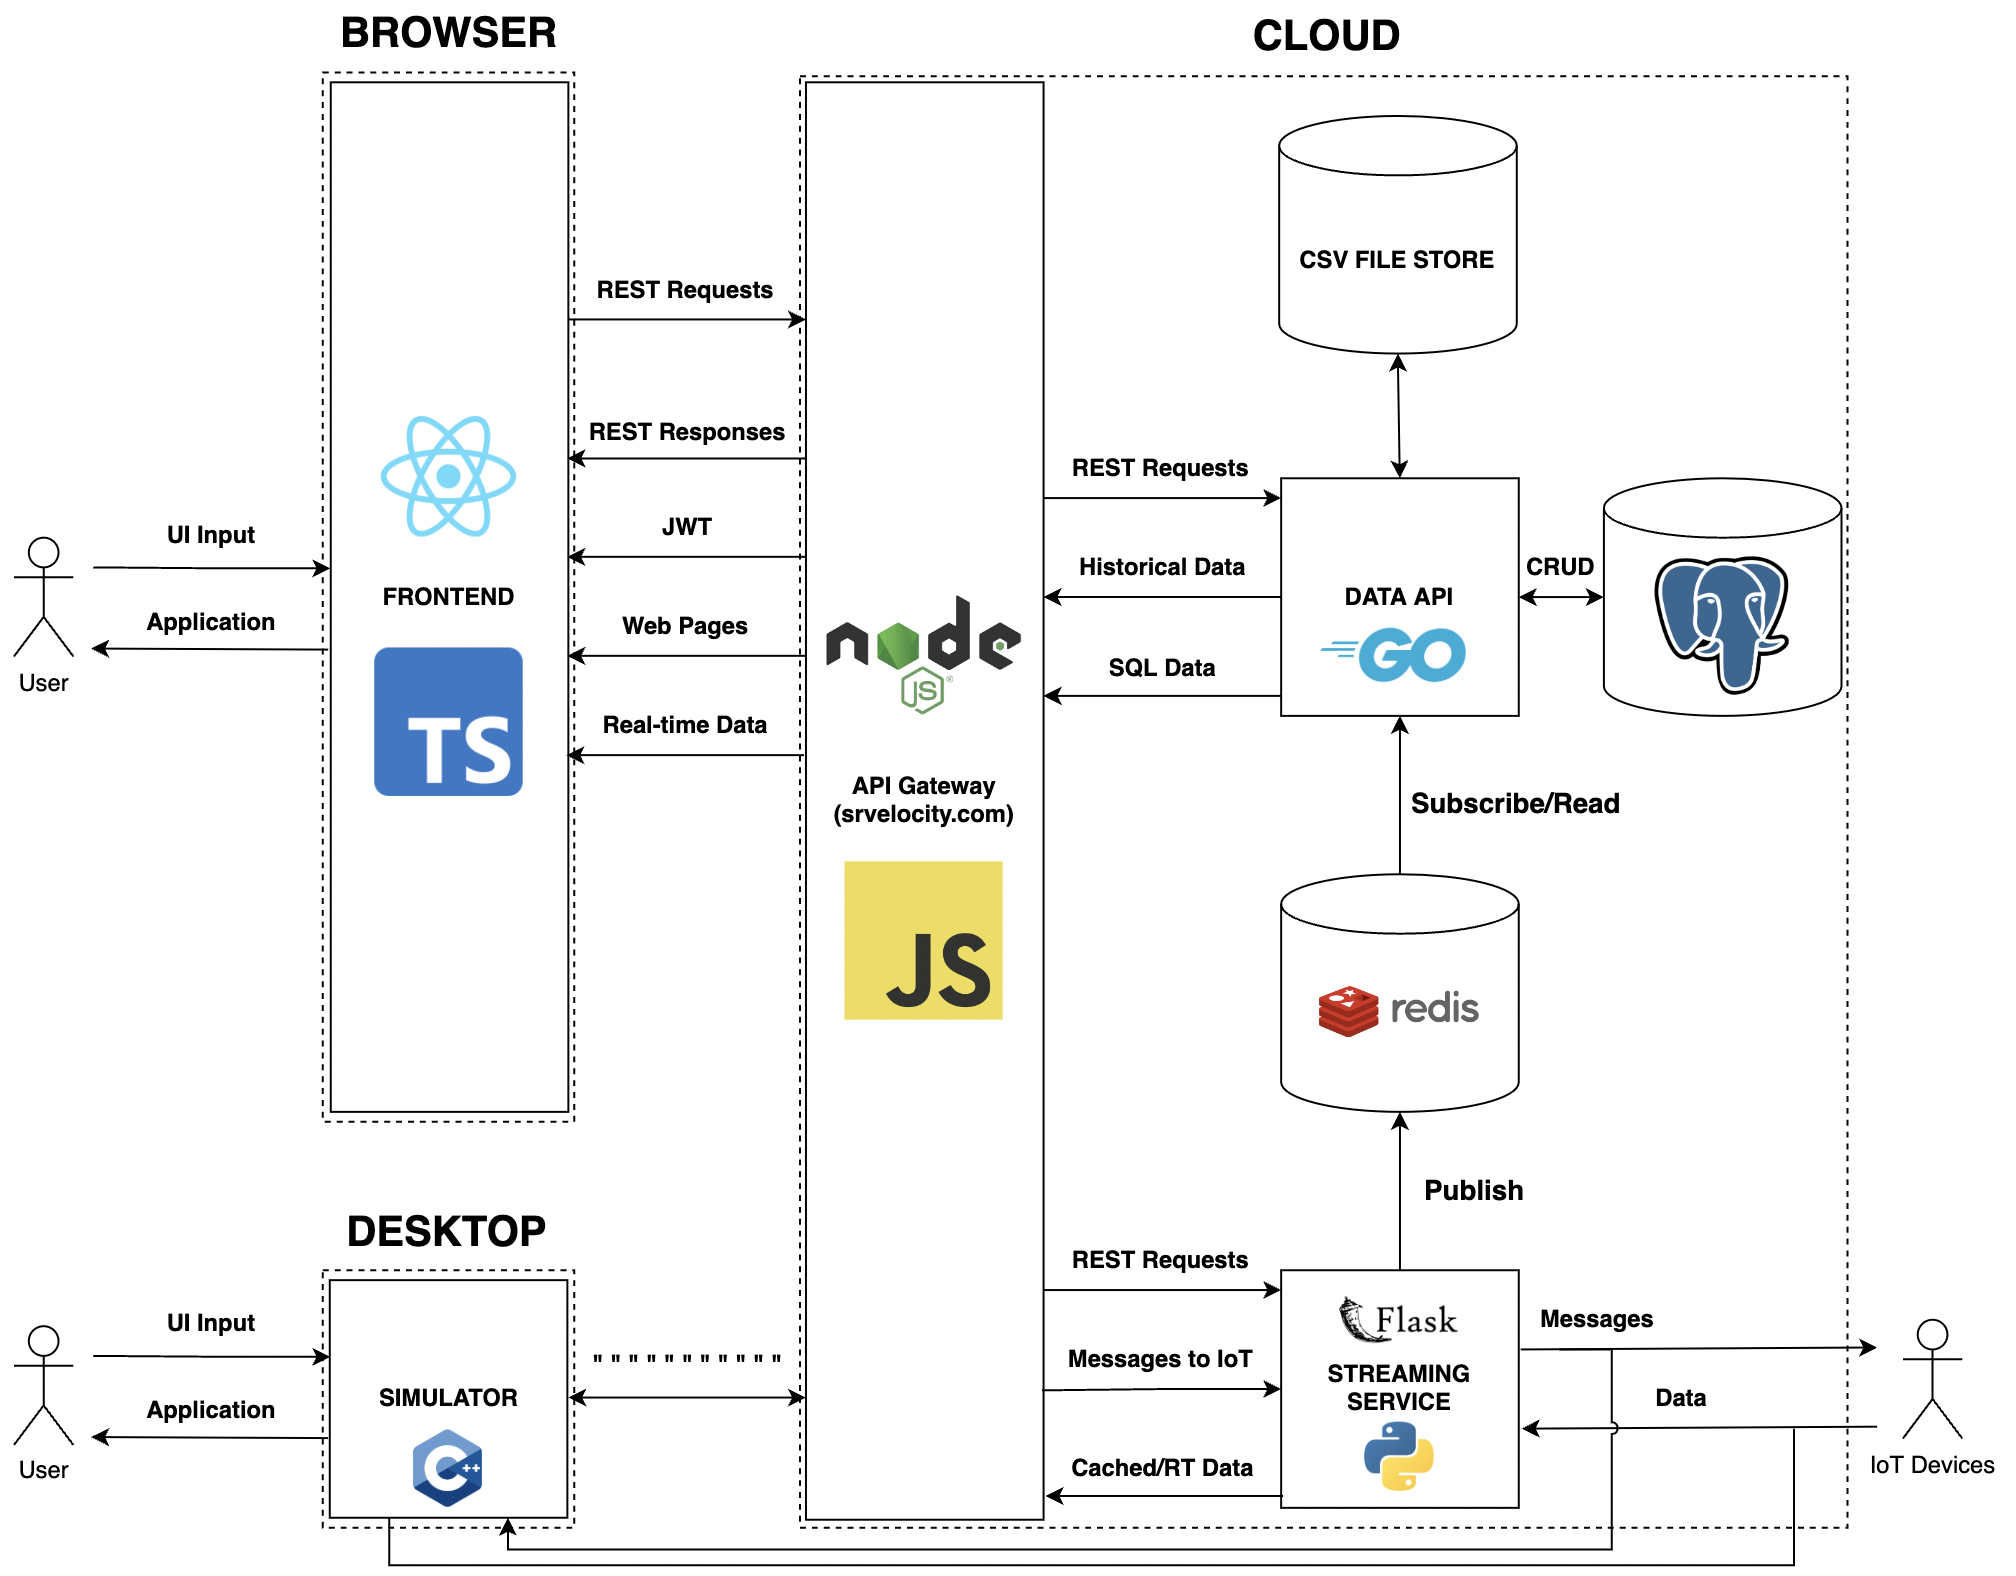 BROWSER
CLOUD
CSV FILE STORE
REST Requests
REST Responses
REST Requests
JWT
UI Input
Historical Data
CRUD
FRONTEND
DATA API
Application
Web Pages
node
JS
®
GO
SQL Data
User
TS
Real-time Data
API Gateway
(srvelocity.com)
Subscribe/Read
JS
redis
Publish
DESKTOP
REST Requests
UI Input
Flask
Messages
" " " " " " " " " " "
Messages to IoT
STREAMING
SERVICE
SIMULATOR
Data
Application
C++
Cached/RT Data
User
IoT Devices